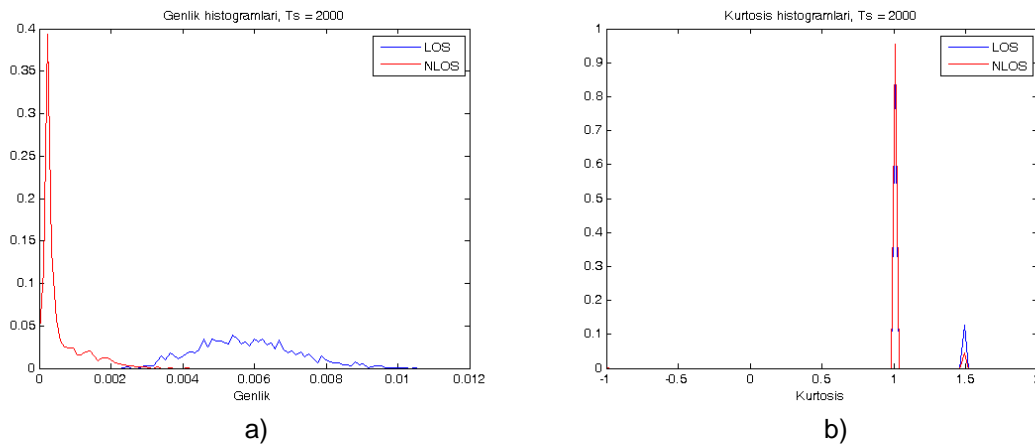 Genlik histogramlari, Ts = 2000
0.4
0.35
0.3
0.25
0.2
0.15
0.1
0.05
0
0 0.002 0.004 0.006 0.008 0.01 0.012
Genlik
LOS
NLOS
a)
Kurtosis histogramlari, Ts = 2000
1
0.9
0.8
0.7
0.6
0.5
0.4
0.3
0.2
0.1
0
-1 -0.5 0 0.5 1 1.5
Kurtosis
LOS
NLOS
b)